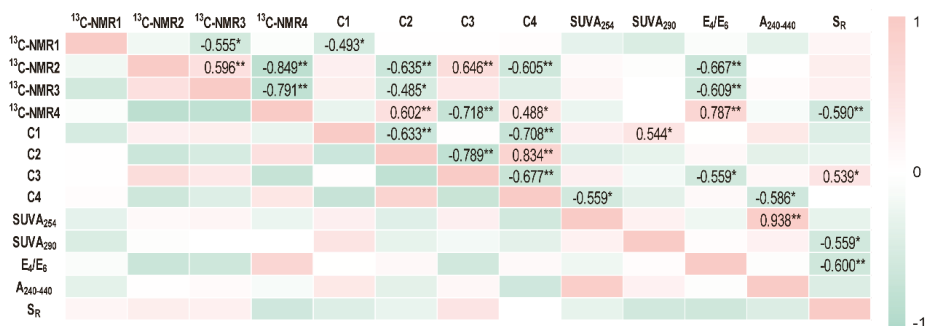 ¹³C-NMR1 ¹³C-NMR2 ¹³C-NMR3 ¹³C-NMR4 C1 C2 C3 C4 SUVA₂₅₄ SUVA₂₉₀ E₄/E₆ A₂₄₀₋₄₄₀ S_R
1
¹³C-NMR1 -0.555* -0.493*
¹³C-NMR2 0.596** -0.849** -0.635** 0.646** -0.605** -0.667**
¹³C-NMR3 -0.791** -0.485* -0.609**
¹³C-NMR4 0.602** -0.718** 0.488* 0.787** -0.590**
C1 -0.633** -0.708** 0.544*
C2 -0.789** 0.834**
C3 -0.677** -0.559* 0.539*
0
C4 -0.559* -0.586*
SUVA₂₅₄ 0.938**
SUVA₂₉₀ -0.559*
E₄/E₆ -0.600**
A₂₄₀₋₄₄₀
S_R
-1